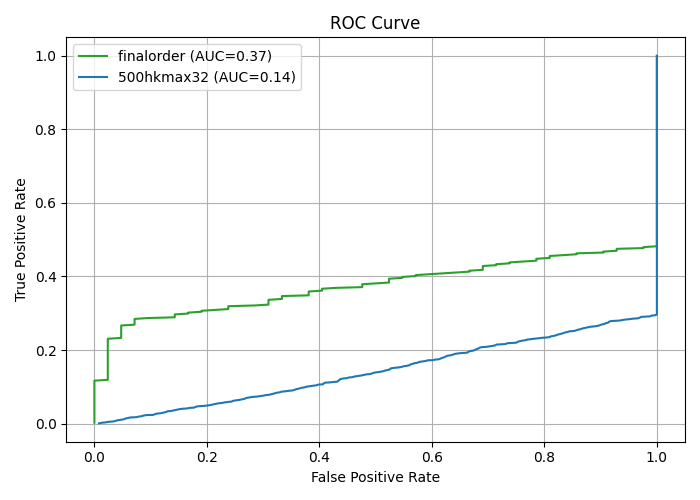 ROC Curve
finalorder (AUC=0.37)
500hkmax32 (AUC=0.14)
True Positive Rate
1.0
0.8
0.6
0.4
0.2
0.0
0.0 0.2 0.4 0.6 0.8 1.0
False Positive Rate